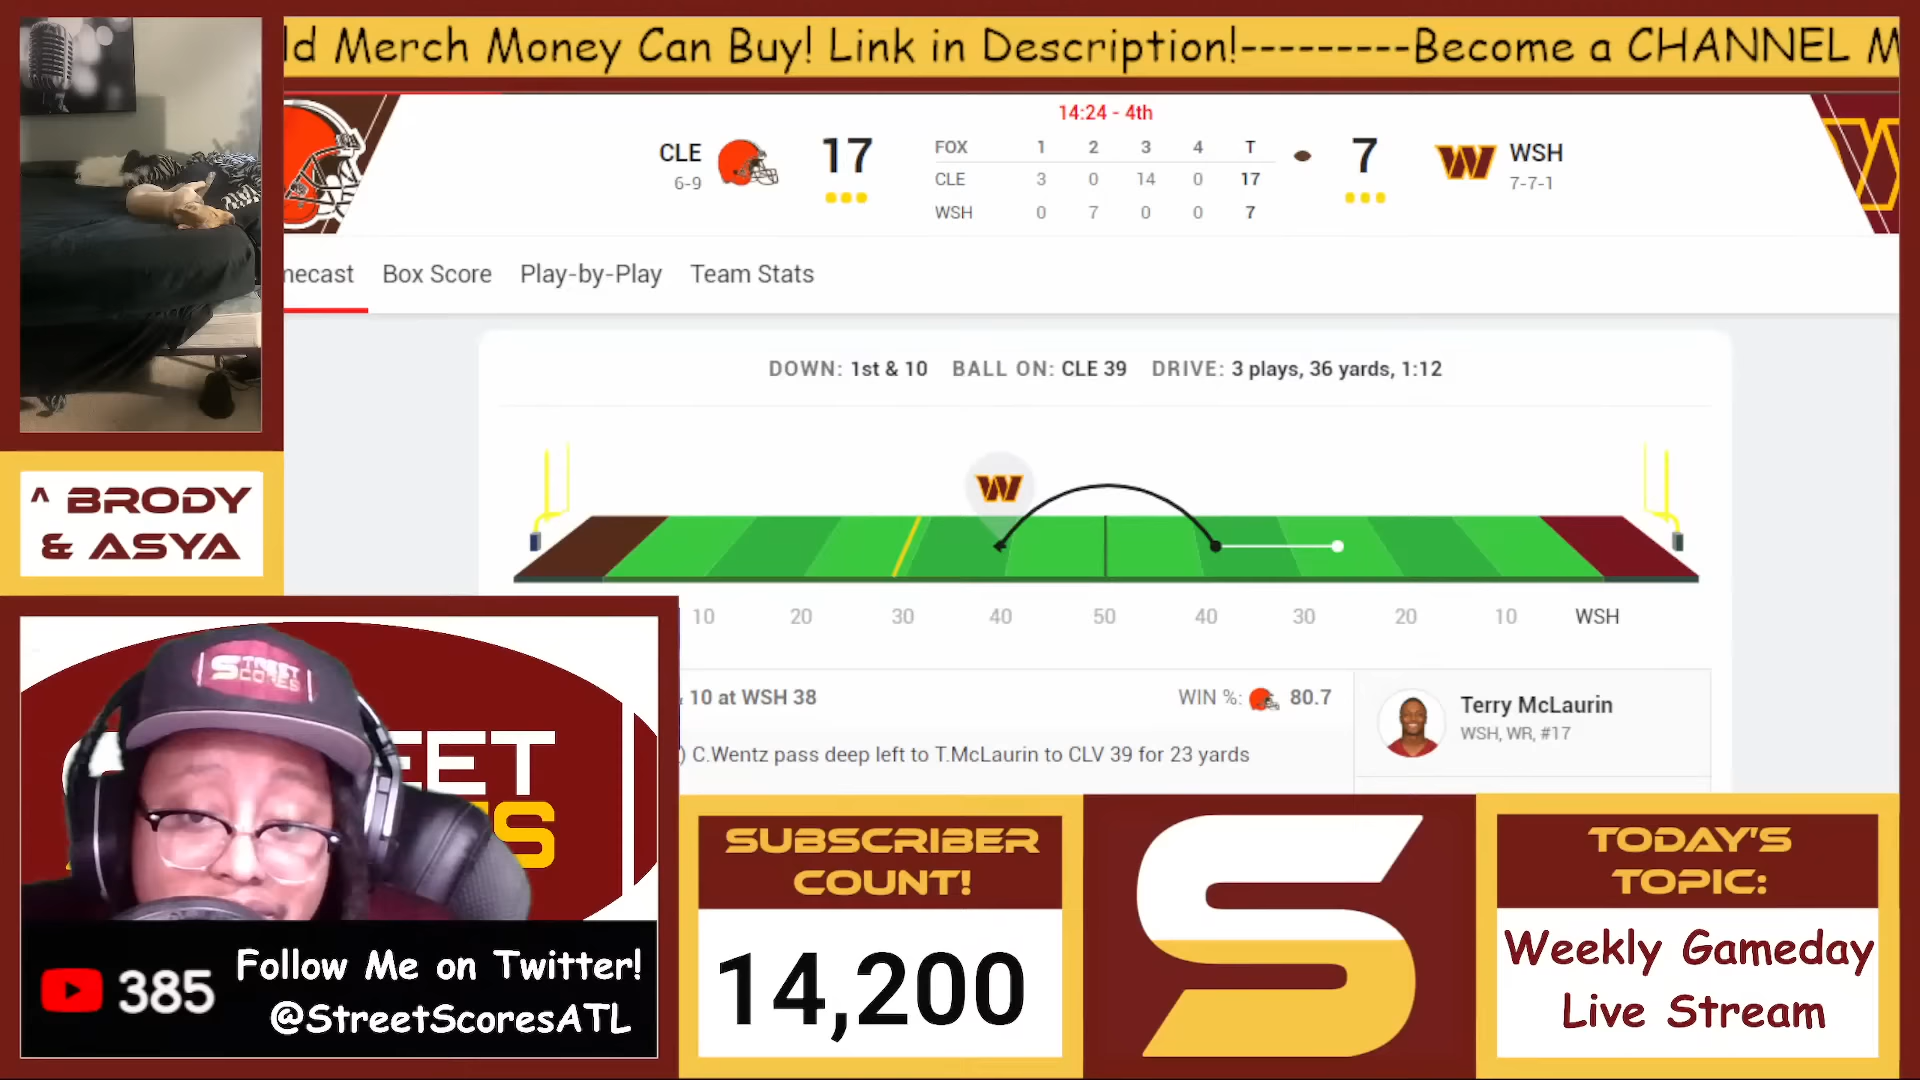 ld Merch Money Can Buy! Link in Description!---------Become a CHANNEL M
14:24 - 4th
CLE
6-9
17
FOX 1 2 3 4 T
CLE 3 0 14 0 17
WSH 0 7 0 0 7
7
WSH
7-7-1
necast Box Score Play-by-Play Team Stats
DOWN: 1st & 10 BALL ON: CLE 39 DRIVE: 3 plays, 36 yards, 1:12
W
10 20 30 40 50 40 30 20 10 WSH
10 at WSH 38
WIN %: 80.7
) C.Wentz pass deep left to T.McLaurin to CLV 39 for 23 yards
Terry McLaurin
WSH, WR, #17
^ BRODY
& ASYA
STREET
SCORES
EET
S
385
Follow Me on Twitter!
@StreetScoresATL
SUBSCRIBER
COUNT!
14,200
S
TODAY'S
TOPIC:
Weekly Gameday
Live Stream